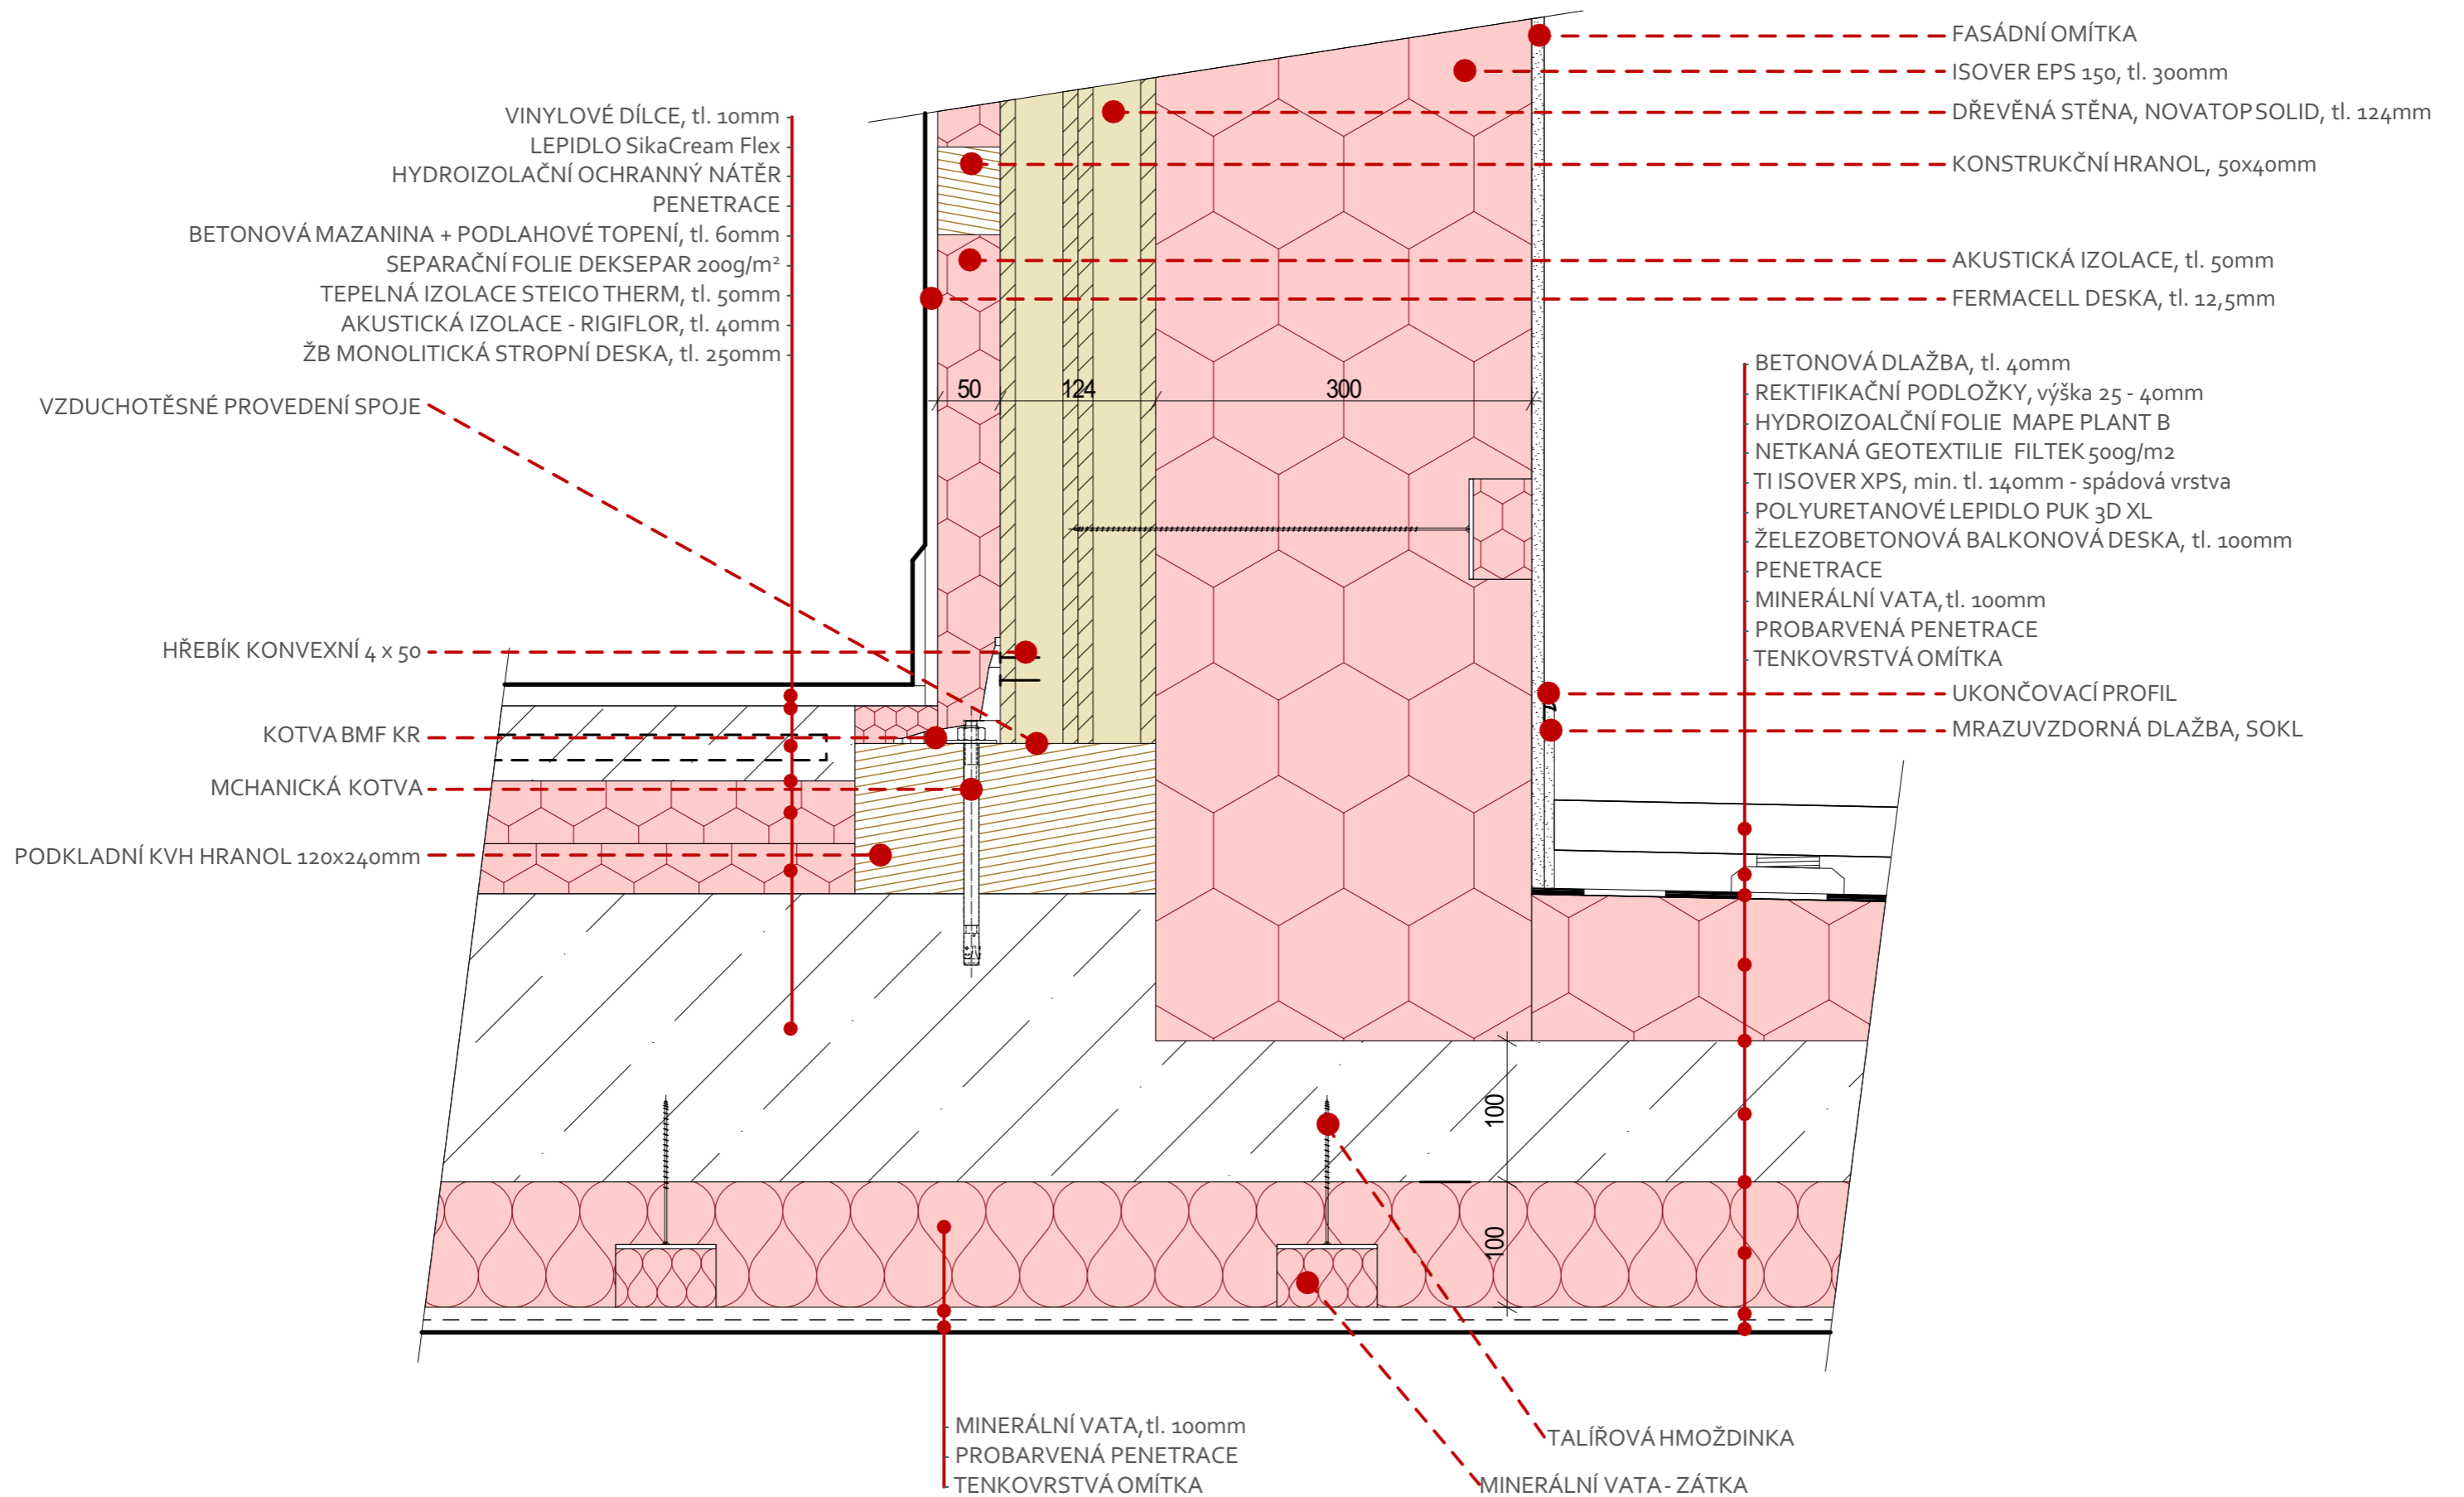 FASÁDNÍ OMÍTKA
ISOVER EPS 150, tl. 300mm
DŘEVĚNÁ STĚNA, NOVATOP SOLID, tl. 124mm
KONSTRUKČNÍ HRANOL, 50x40mm
AKUSTICKÁ IZOLACE, tl. 50mm
FERMACELL DESKA, tl. 12,5mm
VINYLOVÉ DÍLCE, tl. 10mm
LEPIDLO SikaCream Flex
HYDROIZOLAČNÍ OCHRANNÝ NÁTĚR
PENETRACE
BETONOVÁ MAZANINA + PODLAHOVÉ TOPENÍ, tl. 60mm
SEPARAČNÍ FOLIE DEKSEPAR 200g/m²
TEPELNÁ IZOLACE STEICO THERM, tl. 50mm
AKUSTICKÁ IZOLACE - RIGIFLOR, tl. 40mm
ŽB MONOLITICKÁ STROPNÍ DESKA, tl. 250mm
VZDUCHOTĚSNÉ PROVEDENÍ SPOJE
50
124
300
BETONOVÁ DLAŽBA, tl. 40mm
REKTIFIKAČNÍ PODLOŽKY, výška 25 - 40mm
HYDROIZOALČNÍ FOLIE MAPE PLANT B
NETKANÁ GEOTEXTILIE FILTEK 500g/m2
TI ISOVER XPS, min. tl. 140mm - spádová vrstva
POLYURETANOVÉ LEPIDLO PUK 3D XL
ŽELEZOBETONOVÁ BALKONOVÁ DESKA, tl. 100mm
PENETRACE
MINERÁLNÍ VATA, tl. 100mm
PROBARVENÁ PENETRACE
TENKOVRSTVÁ OMÍTKA
UKONČOVACÍ PROFIL
MRAZUVZDORNÁ DLAŽBA, SOKL
HŘEBÍK KONVEXNÍ 4 x 50
KOTVA BMF KR
MCHANICKÁ KOTVA
PODKLADNÍ KVH HRANOL 120x240mm
100
100
MINERÁLNÍ VATA, tl. 100mm
PROBARVENÁ PENETRACE
TENKOVRSTVÁ OMÍTKA
TALÍŘOVÁ HMOŽDINKA
MINERÁLNÍ VATA - ZÁTKA